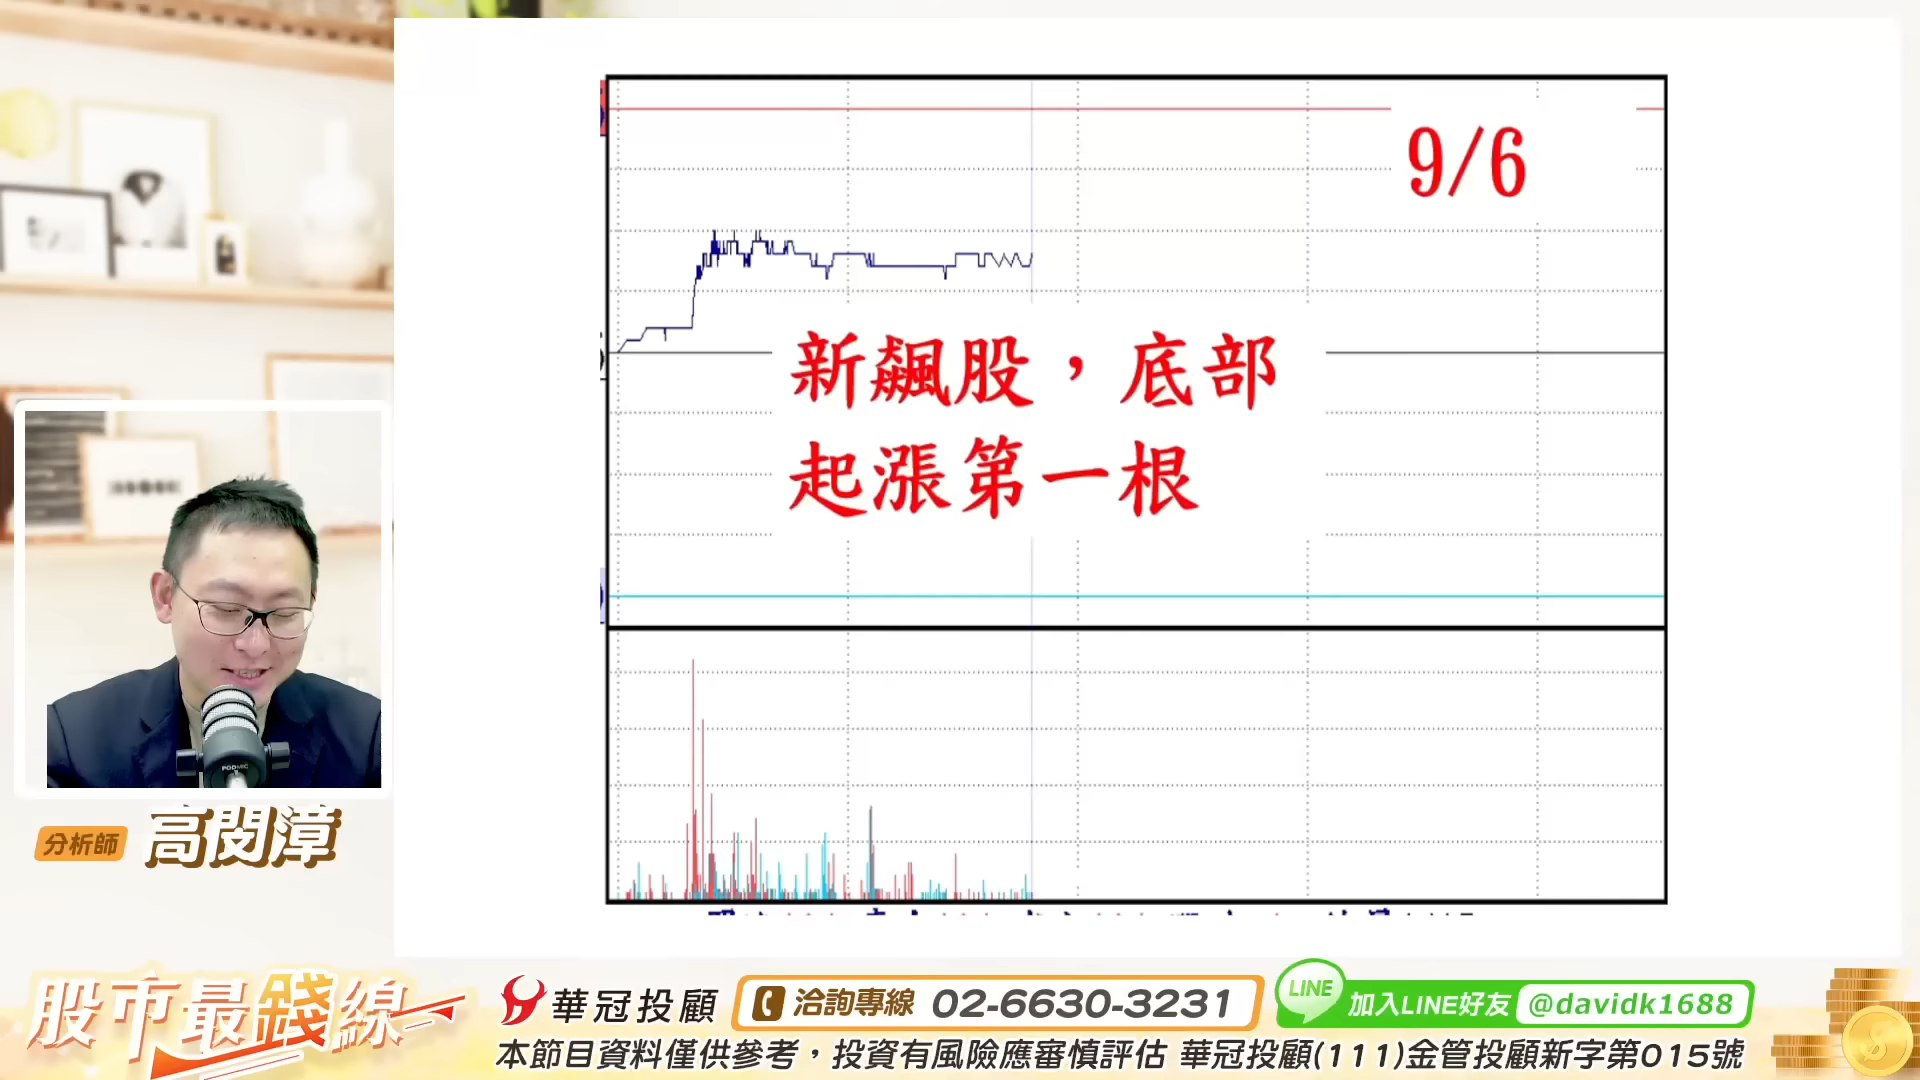 9/6
新飆股，底部
起漲第一根
PODMIC
分析師 高閔漳
股市最錢線
華冠投顧 洽詢專線 02-6630-3231 LINE 加入LINE好友 @davidk1688
本節目資料僅供參考，投資有風險應審慎評估 華冠投顧(111)金管投顧新字第015號